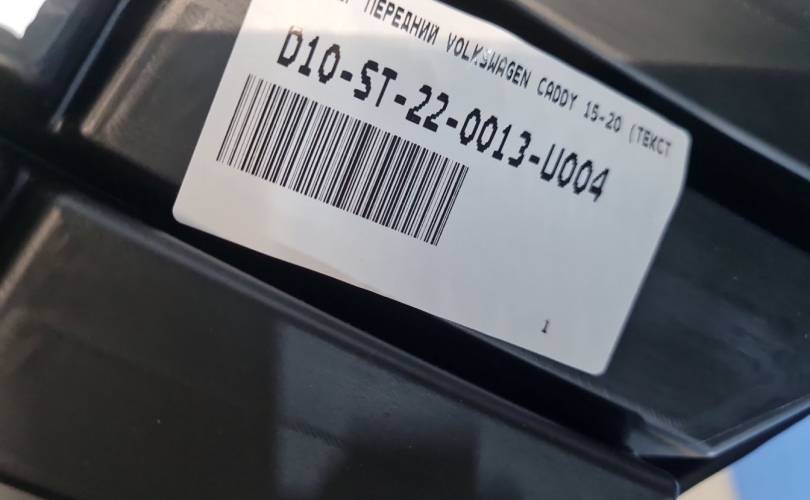 ПЕРЕДНИЙ VOLKSWAGEN CADDY 15-20 (ТЕКСТ
D10-ST-22-0013-U004
1